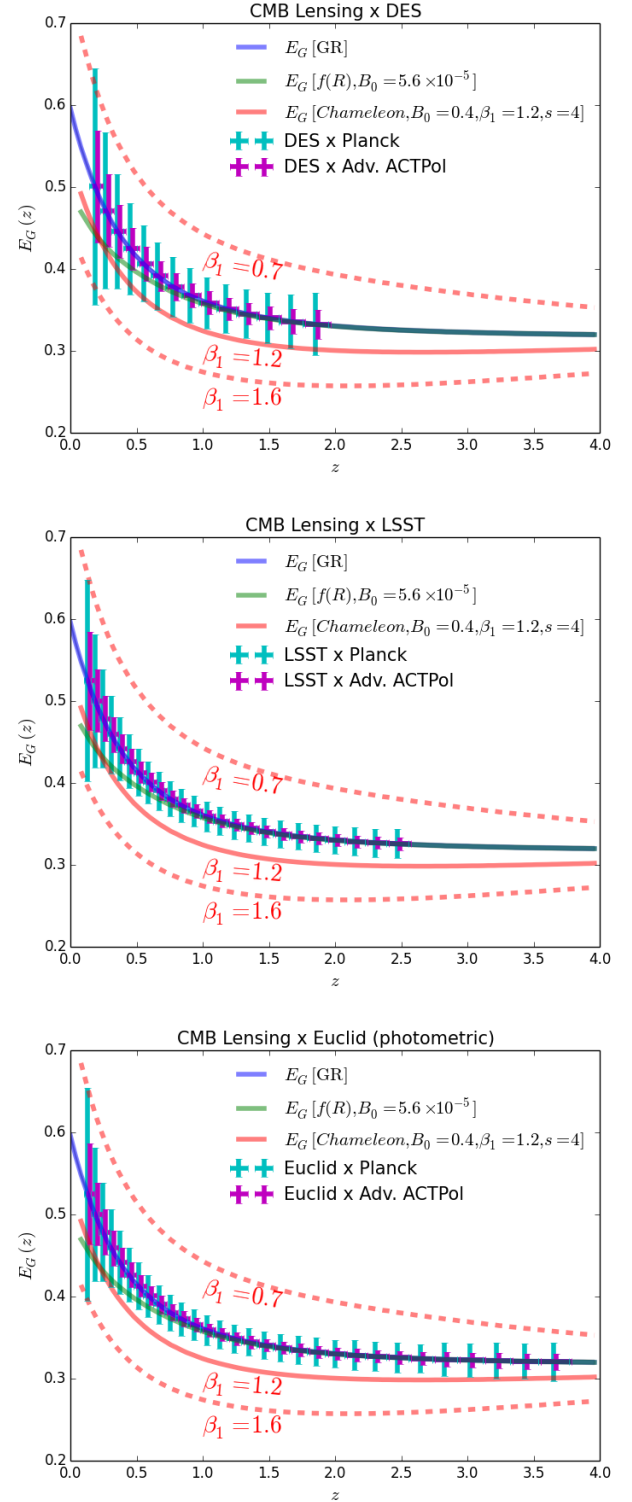 CMB Lensing x DES
0.7
0.6
0.5
0.4
0.3
0.2
E_G(z)
E_G [GR]
E_G [f(R),B_0 = 5.6 ×10^{-5}]
E_G [Chameleon,B_0 = 0.4,β_1 = 1.2,s = 4]
DES x Planck
DES x Adv. ACTPol
β_1 = 0.7
β_1 = 1.2
β_1 = 1.6
0.0 0.5 1.0 1.5 2.0 2.5 3.0 3.5 4.0
z
CMB Lensing x LSST
0.7
0.6
0.5
0.4
0.3
0.2
E_G(z)
E_G [GR]
E_G [f(R),B_0 = 5.6 ×10^{-5}]
E_G [Chameleon,B_0 = 0.4,β_1 = 1.2,s = 4]
LSST x Planck
LSST x Adv. ACTPol
β_1 = 0.7
β_1 = 1.2
β_1 = 1.6
0.0 0.5 1.0 1.5 2.0 2.5 3.0 3.5 4.0
z
CMB Lensing x Euclid (photometric)
0.7
0.6
0.5
0.4
0.3
0.2
E_G(z)
E_G [GR]
E_G [f(R),B_0 = 5.6 ×10^{-5}]
E_G [Chameleon,B_0 = 0.4,β_1 = 1.2,s = 4]
Euclid x Planck
Euclid x Adv. ACTPol
β_1 = 0.7
β_1 = 1.2
β_1 = 1.6
0.0 0.5 1.0 1.5 2.0 2.5 3.0 3.5 4.0
z